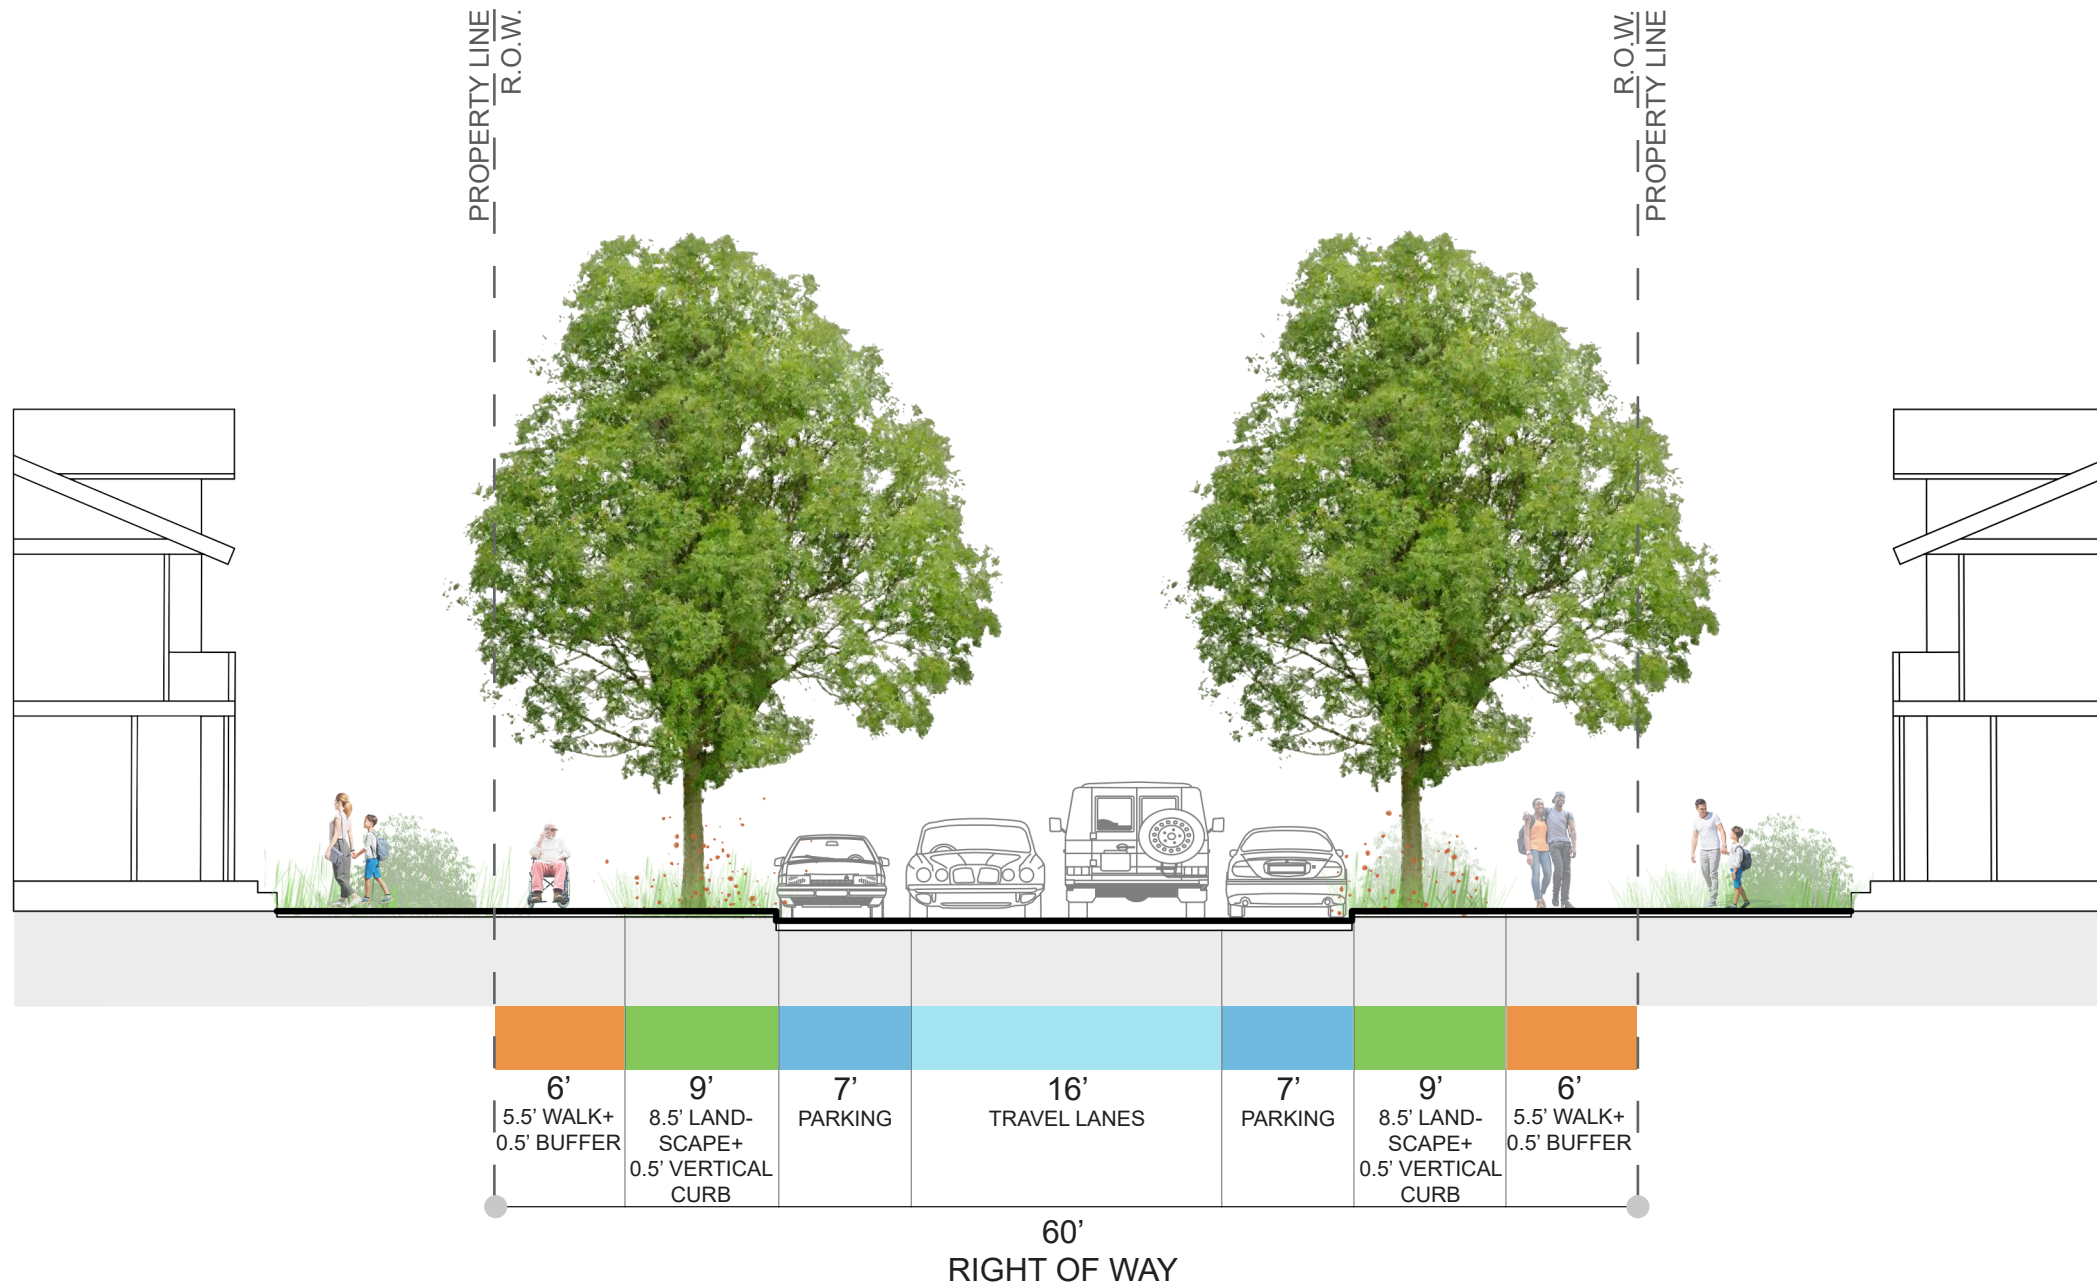 PROPERTY LINE
R.O.W.
R.O.W.
PROPERTY LINE
6’
5.5’ WALK+
0.5’ BUFFER
9’
8.5’ LAND-
SCAPE+
0.5’ VERTICAL
CURB
7’
PARKING
16’
TRAVEL LANES
7’
PARKING
9’
8.5’ LAND-
SCAPE+
0.5’ VERTICAL
CURB
6’
5.5’ WALK+
0.5’ BUFFER
60’
RIGHT OF WAY